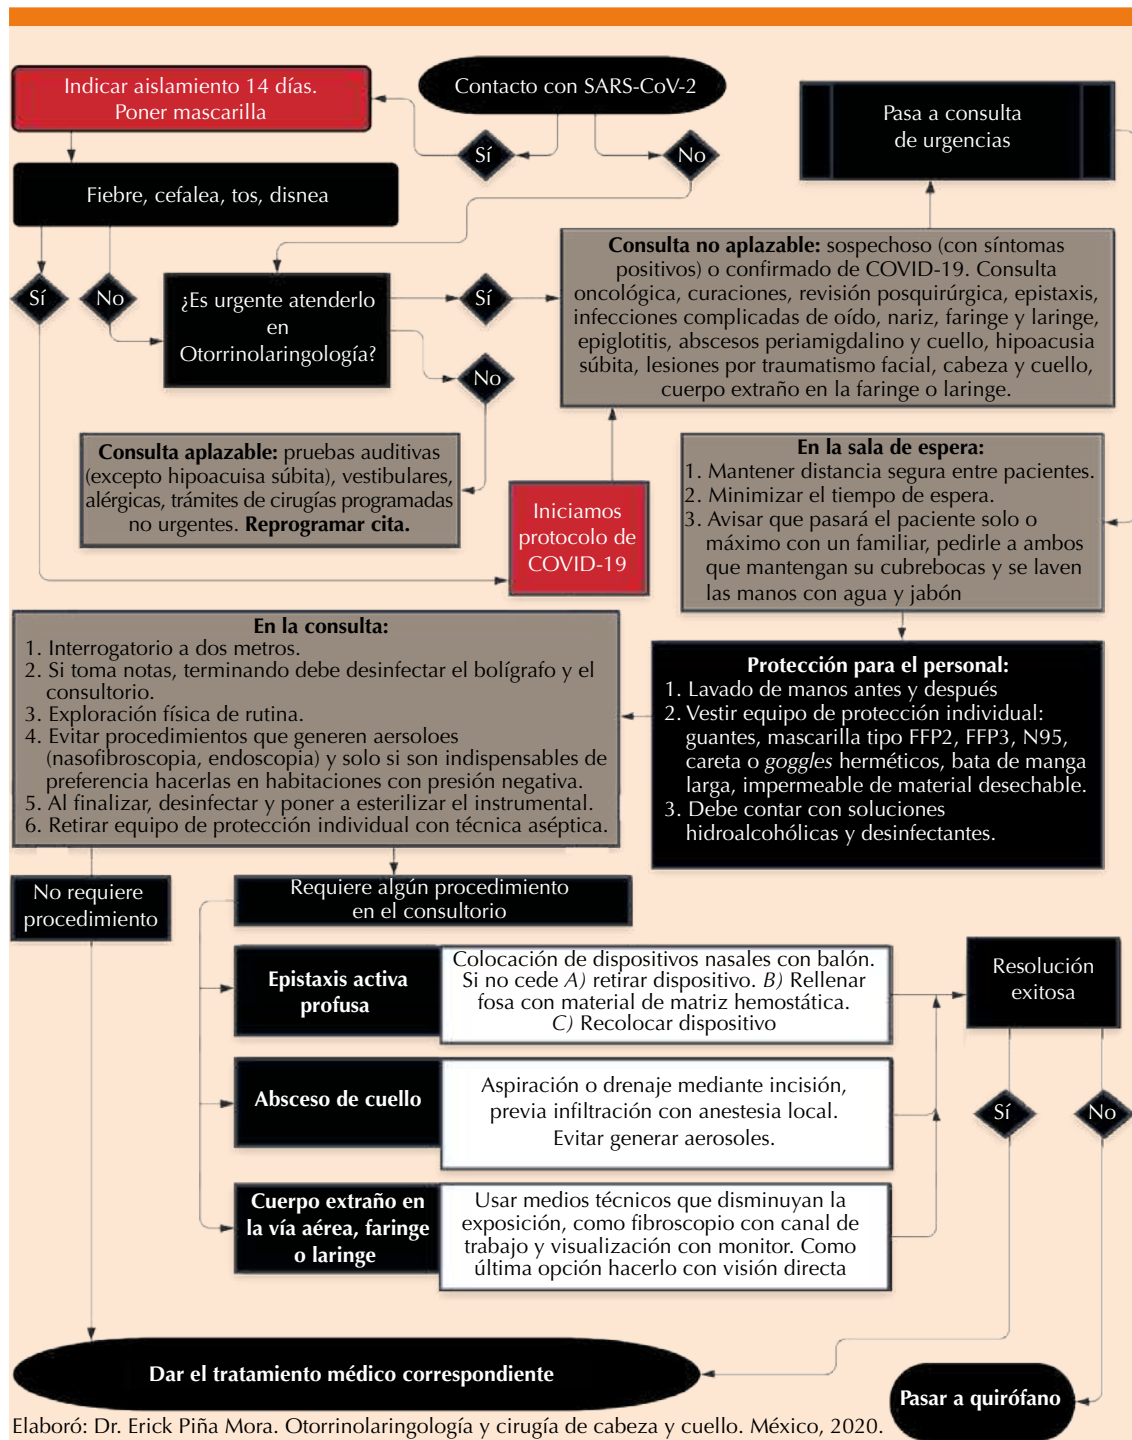 Indicar aislamiento 14 días.
Poner mascarilla
Contacto con SARS-CoV-2
Pasa a consulta
de urgencias
Sí
No
Fiebre, cefalea, tos, disnea
Sí
No
¿Es urgente atenderlo
en
Otorrinolaringología?
Sí
No
Consulta no aplazable: sospechoso (con síntomas
positivos) o confirmado de COVID-19. Consulta
oncológica, curaciones, revisión posquirúrgica, epistaxis,
infecciones complicadas de oído, nariz, faringe y laringe,
epiglotitis, abscesos periamigdalino y cuello, hipoacusia
súbita, lesiones por traumatismo facial, cabeza y cuello,
cuerpo extraño en la faringe o laringe.
Consulta aplazable: pruebas auditivas
(excepto hipoacuisa súbita), vestibulares,
alérgicas, trámites de cirugías programadas
no urgentes. Reprogramar cita.
Iniciamos
protocolo de
COVID-19
En la sala de espera:
1. Mantener distancia segura entre pacientes.
2. Minimizar el tiempo de espera.
3. Avisar que pasará el paciente solo o
máximo con un familiar, pedirle a ambos
que mantengan su cubrebocas y se laven
las manos con agua y jabón
En la consulta:
1. Interrogatorio a dos metros.
2. Si toma notas, terminando debe desinfectar el bolígrafo y el
consultorio.
3. Exploración física de rutina.
4. Evitar procedimientos que generen aersoloes
(nasofibroscopia, endoscopia) y solo si son indispensables de
preferencia hacerlas en habitaciones con presión negativa.
5. Al finalizar, desinfectar y poner a esterilizar el instrumental.
6. Retirar equipo de protección individual con técnica aséptica.
Protección para el personal:
1. Lavado de manos antes y después
2. Vestir equipo de protección individual:
guantes, mascarilla tipo FFP2, FFP3, N95,
careta o goggles herméticos, bata de manga
larga, impermeable de material desechable.
3. Debe contar con soluciones
hidroalcohólicas y desinfectantes.
No requiere
procedimiento
Requiere algún procedimiento
en el consultorio
Epistaxis activa
profusa
Colocación de dispositivos nasales con balón.
Si no cede A) retirar dispositivo. B) Rellenar
fosa con material de matriz hemostática.
C) Recolocar dispositivo
Resolución
exitosa
Absceso de cuello
Aspiración o drenaje mediante incisión,
previa infiltración con anestesia local.
Evitar generar aerosoles.
Sí
No
Cuerpo extraño en
la vía aérea, faringe
o laringe
Usar medios técnicos que disminuyan la
exposición, como fibroscopio con canal de
trabajo y visualización con monitor. Como
última opción hacerlo con visión directa
Dar el tratamiento médico correspondiente
Pasar a quirófano
Elaboró: Dr. Erick Piña Mora. Otorrinolaringología y cirugía de cabeza y cuello. México, 2020.